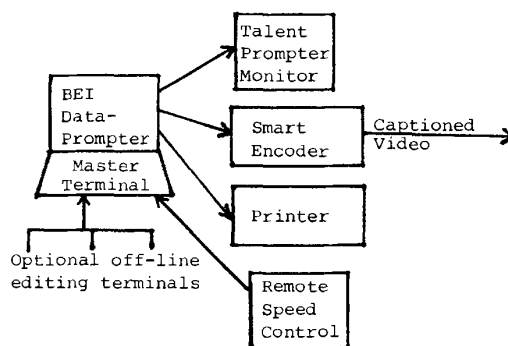 Talent
Prompter
Monitor
BEI
Data-
Prompter
Master
Terminal
Smart
Encoder
Captioned
Video
Printer
Optional off-line
editing terminals
Remote
Speed
Control